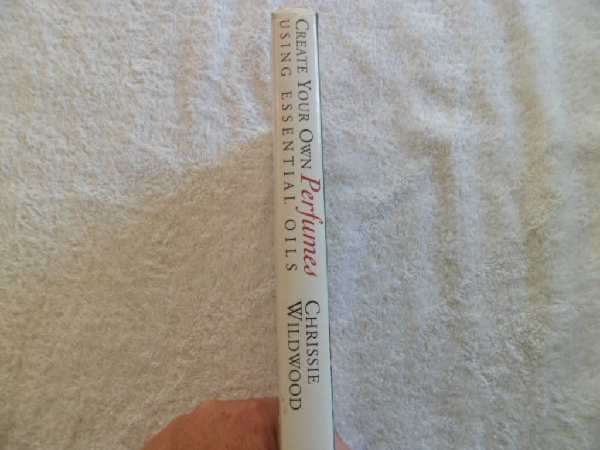 CREATE YOUR OWN Perfumes
USING ESSENTIAL OILS
CHRISSIE
WILDWOOD